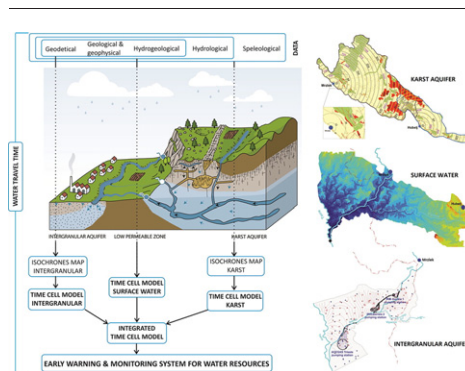 Geodetical
Geological &
geophysical
Hydrogeological
Hydrological
Speleological
DATA
WATER TRAVEL TIME
INTERGRANULAR AQUIFER
LOW PERMEABLE ZONE
KARST AQUIFER
ISOCHRONES MAP
INTERGRANULAR
ISOCHRONES MAP
KARST
TIME CELL MODEL
INTERGRANULAR
TIME CELL MODEL
SURFACE WATER
TIME CELL MODEL
KARST
INTEGRATED
TIME CELL MODEL
EARLY WARNING & MONITORING SYSTEM FOR WATER RESOURCES
KARST AQUIFER
SURFACE WATER
INTERGRANULAR AQUIFER